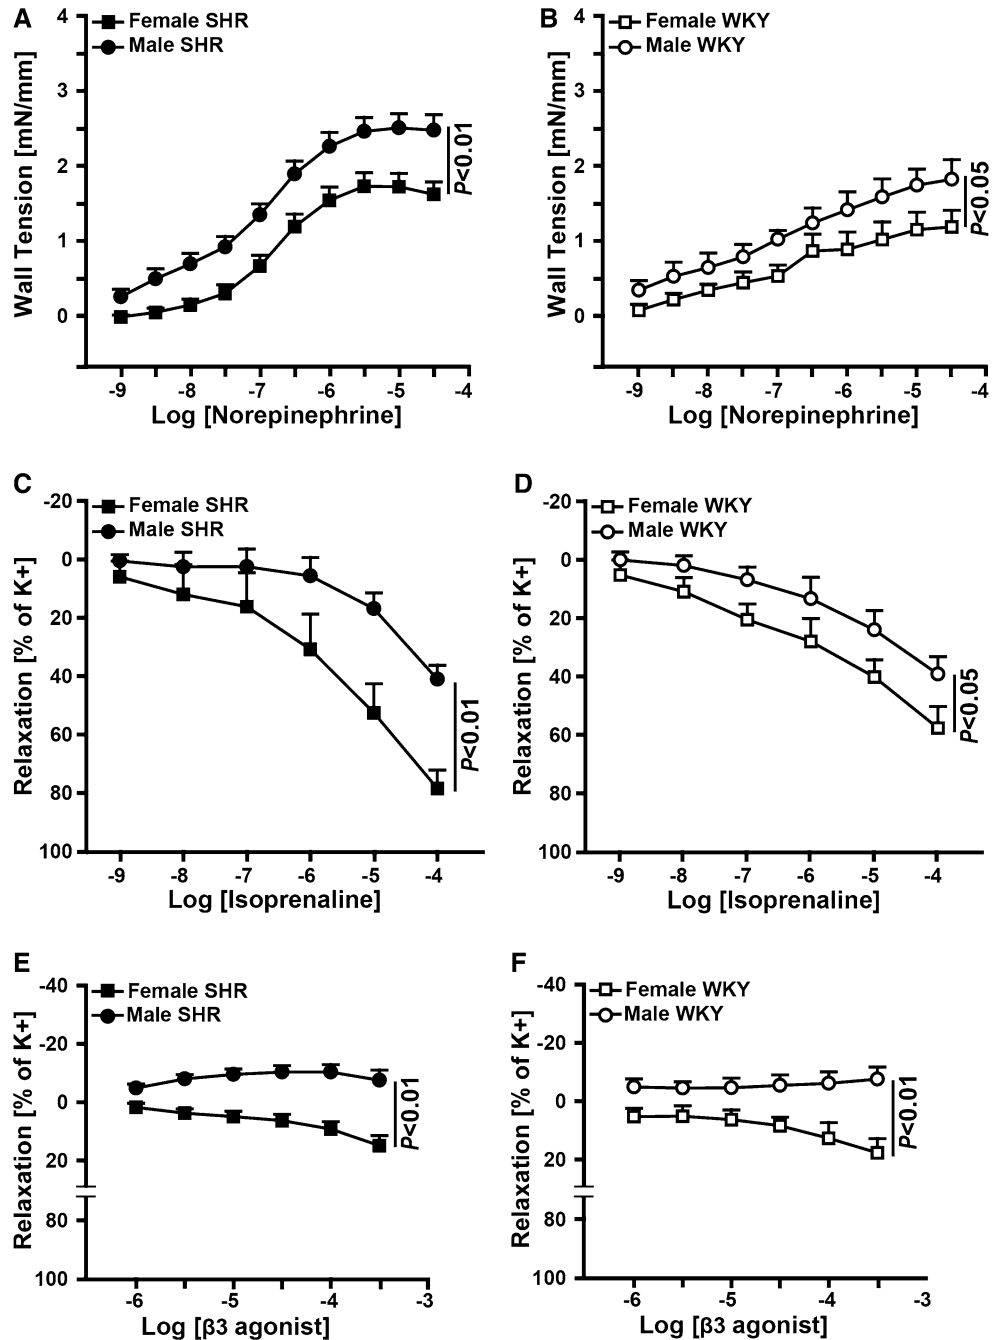 A
Female SHR
Male SHR
4
3
2
1
0
Wall Tension [mN/mm]
P<0.01
-9 -8 -7 -6 -5 -4
Log [Norepinephrine]
B
Female WKY
Male WKY
4
3
2
1
0
Wall Tension [mN/mm]
P<0.05
-9 -8 -7 -6 -5 -4
Log [Norepinephrine]
C
Female SHR
Male SHR
-20
0
20
40
60
80
100
Relaxation [% of K+]
P<0.01
-9 -8 -7 -6 -5 -4
Log [Isoprenaline]
D
Female WKY
Male WKY
-20
0
20
40
60
80
100
Relaxation [% of K+]
P<0.05
-9 -8 -7 -6 -5 -4
Log [Isoprenaline]
E
Female SHR
Male SHR
-40
-20
0
20
80
100
Relaxation [% of K+]
P<0.01
-6 -5 -4 -3
Log [β3 agonist]
F
Female WKY
Male WKY
-40
-20
0
20
80
100
Relaxation [% of K+]
P<0.01
-6 -5 -4 -3
Log [β3 agonist]